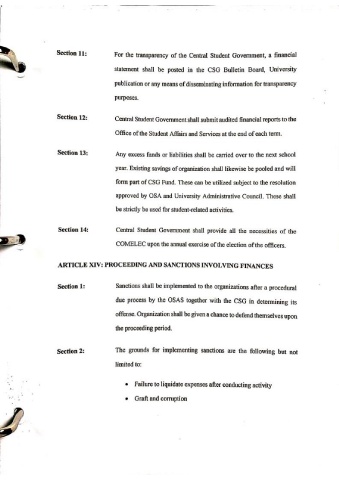 Section 11: For the transparency of the Central Student Government, a financial
statement shall be posted in the CSG Bulletin Board, University
publication or any means of disseminating information for transparency
purposes.
Section 12: Central Student Government shall submit audited financial reports to the
Office of the Student Affairs and Services at the end of each term.
Section 13: Any excess funds or liabilities shall be carried over to the next school
year. Existing savings of organization shall likewise be pooled and will
form part of CSG Fund. These can be utilized subject to the resolution
approved by OSA and University Administrative Council. These shall
be strictly be used for student-related activities.
Section 14: Central Student Government shall provide all the necessities of the
COMELEC upon the annual exercise of the election of the officers.
ARTICLE XIV: PROCEEDING AND SANCTIONS INVOLVING FINANCES
Section 1: Sanctions shall be implemented to the organizations after a procedural
due process by the OSAS together with the CSG in determining its
offense. Organization shall be given a chance to defend themselves upon
the proceeding period.
Section 2: The grounds for implementing sanctions are the following but not
limited to:
• Failure to liquidate expenses after conducting activity
• Graft and corruption